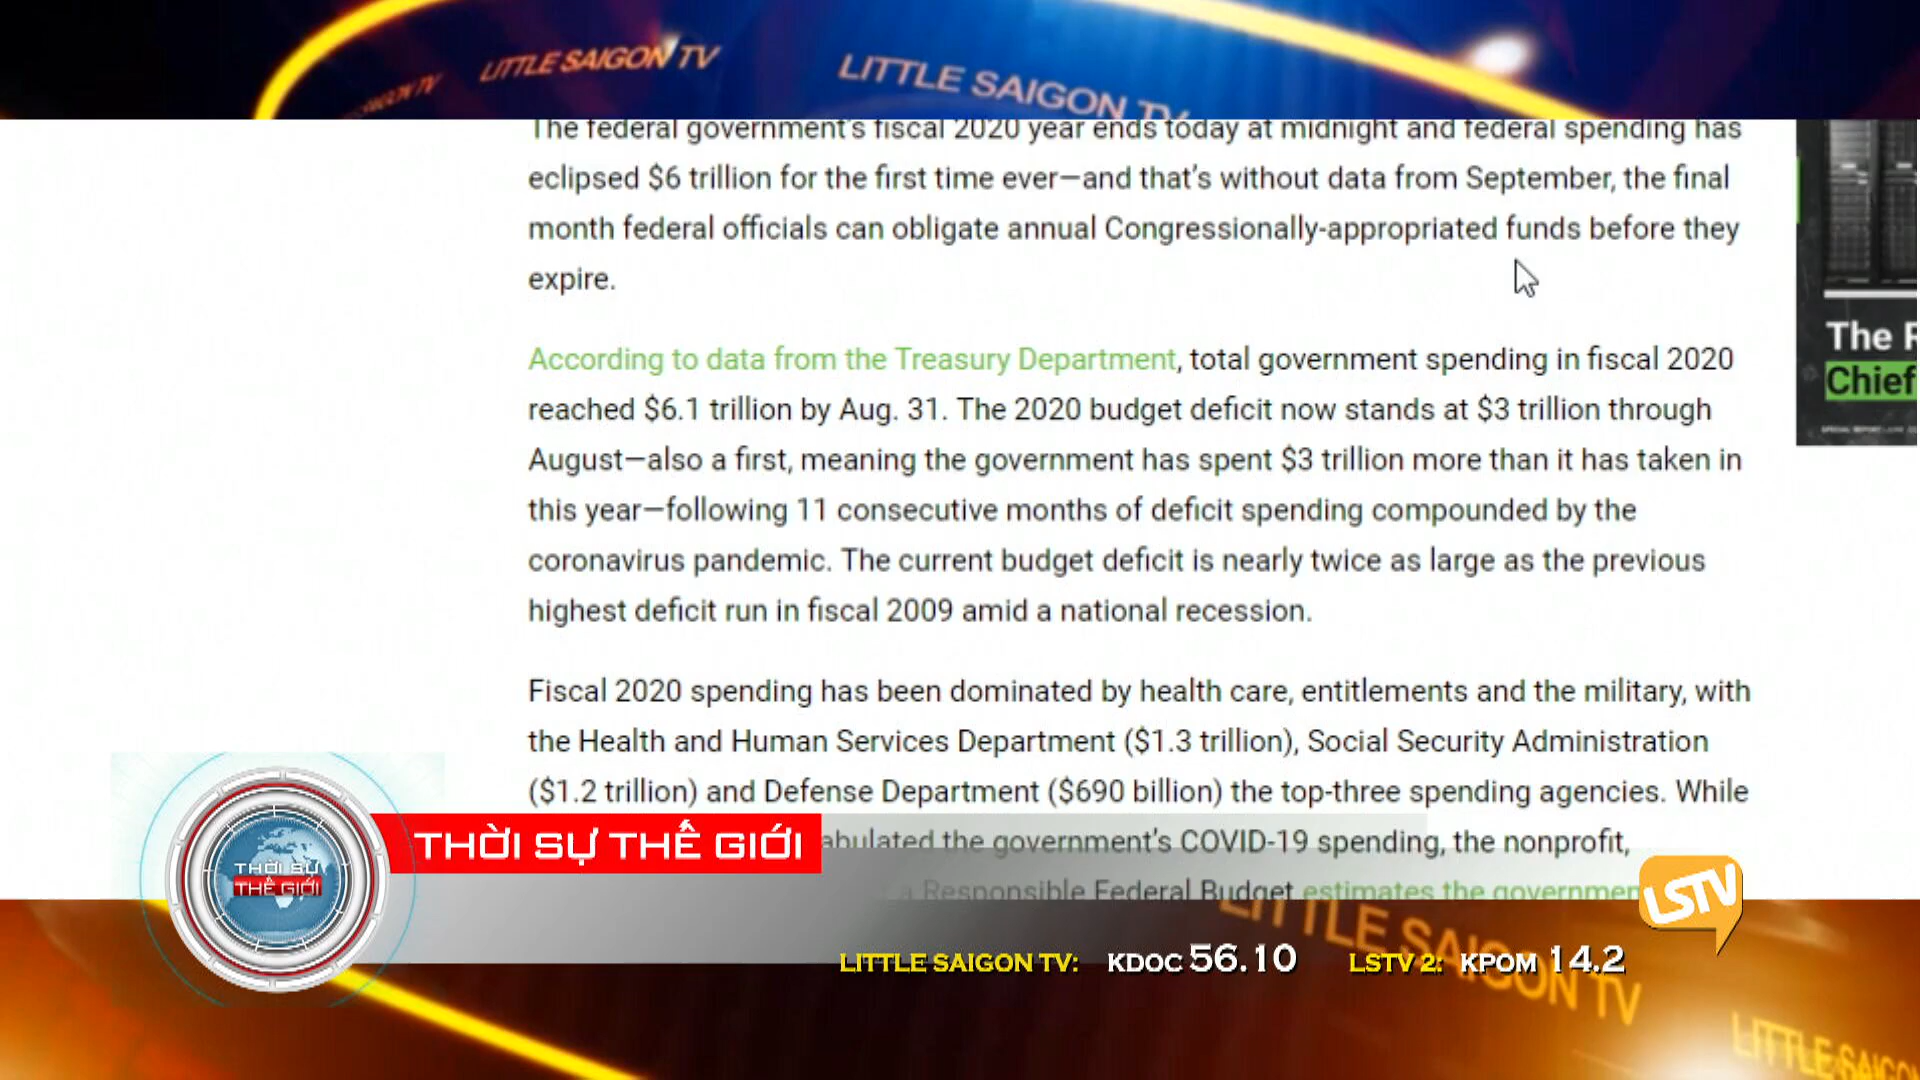 LITTLE SAIGON TV
LITTLE SAIGON TV
SAIGON TV
The federal government's fiscal 2020 year ends today at midnight and federal spending has
eclipsed $6 trillion for the first time ever—and that's without data from September, the final
month federal officials can obligate annual Congressionally-appropriated funds before they
expire.
The R
Chief
According to data from the Treasury Department, total government spending in fiscal 2020
reached $6.1 trillion by Aug. 31. The 2020 budget deficit now stands at $3 trillion through
August—also a first, meaning the government has spent $3 trillion more than it has taken in
this year—following 11 consecutive months of deficit spending compounded by the
coronavirus pandemic. The current budget deficit is nearly twice as large as the previous
highest deficit run in fiscal 2009 amid a national recession.
Fiscal 2020 spending has been dominated by health care, entitlements and the military, with
the Health and Human Services Department ($1.3 trillion), Social Security Administration
($1.2 trillion) and Defense Department ($690 billion) the top-three spending agencies. While
THỜI SỰ THẾ GIỚI
abulated the government's COVID-19 spending, the nonprofit,
a Responsible Federal Budget estimates the governmen
THỜI SỰ
THẾ GIỚI
LSTV
LITTLE SAIGON TV
LITTLE SAIGON TV: KDOC 56.10 LSTV 2: KPOM 14.2
LITTLE SAIGON